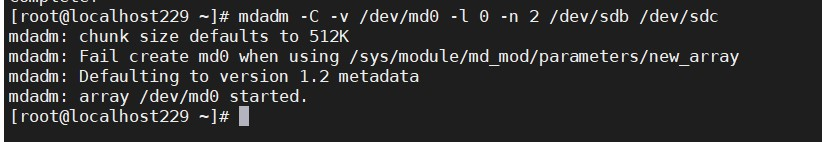 [root@localhost229 ~]# mdadm -C -v /dev/md0 -l 0 -n 2 /dev/sdb /dev/sdc
mdadm: chunk size defaults to 512K
mdadm: Fail create md0 when using /sys/module/md_mod/parameters/new_array
mdadm: Defaulting to version 1.2 metadata
mdadm: array /dev/md0 started.
[root@localhost229 ~]#